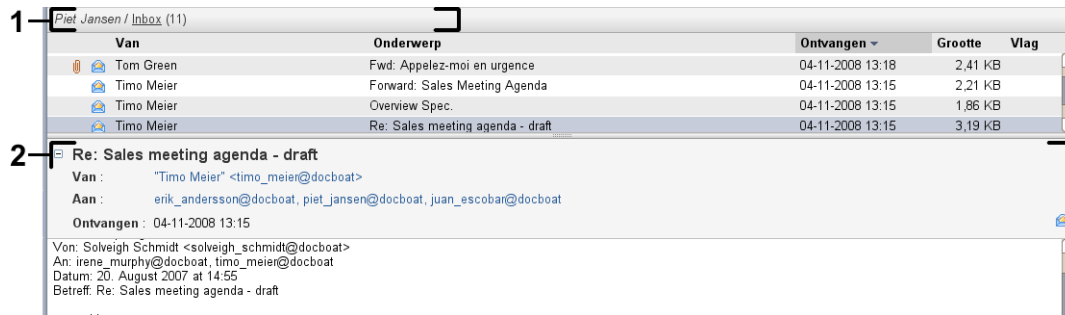 1
Piet Jansen / Inbox (11)
Van Onderwerp Ontvangen Grootte Vlag
Tom Green Fwd: Appelez-moi en urgence 04-11-2008 13:18 2,41 KB
Timo Meier Forward: Sales Meeting Agenda 04-11-2008 13:15 2,21 KB
Timo Meier Overview Spec. 04-11-2008 13:15 1,86 KB
Timo Meier Re: Sales meeting agenda - draft 04-11-2008 13:15 3,19 KB
2
Re: Sales meeting agenda - draft
Van : "Timo Meier" <timo_meier@docboat>
Aan : erik_andersson@docboat, piet_jansen@docboat, juan_escobar@docboat
Ontvangen : 04-11-2008 13:15
Von: Solveigh Schmidt <solveigh_schmidt@docboat>
An: irene_murphy@docboat, timo_meier@docboat
Datum: 20. August 2007 at 14:55
Betreff: Re: Sales meeting agenda - draft